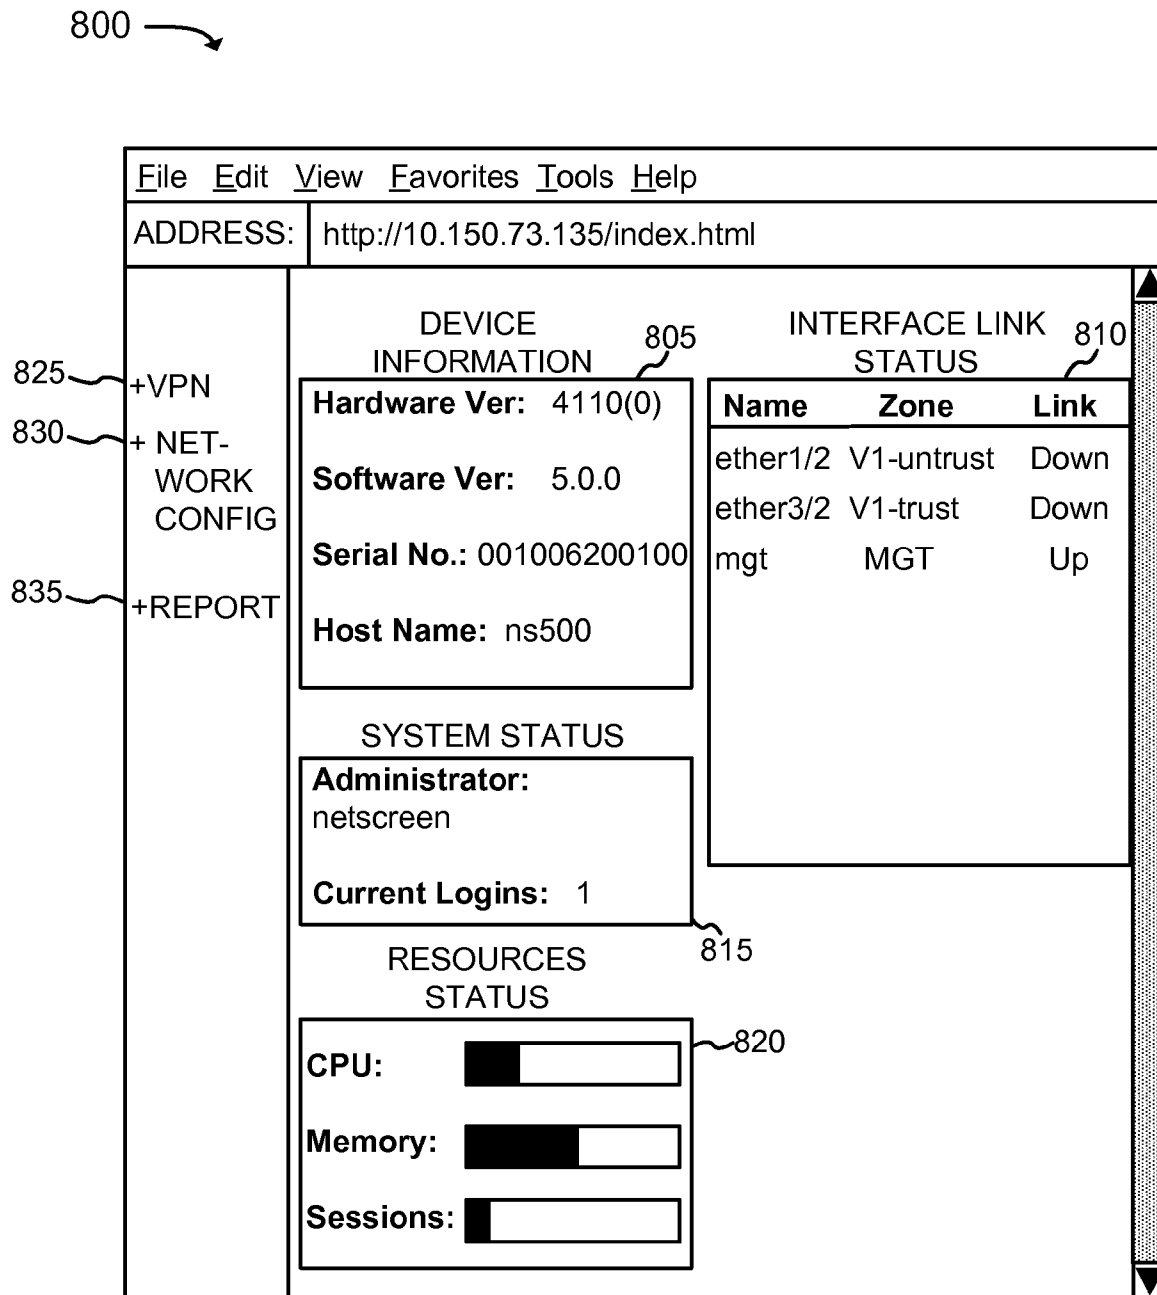 800
File Edit View Favorites Tools Help
ADDRESS: http://10.150.73.135/index.html
825
+VPN
830
+ NET-
WORK
CONFIG
835
+REPORT
DEVICE
INFORMATION
805
Hardware Ver: 4110(0)
Software Ver: 5.0.0
Serial No.: 001006200100
Host Name: ns500
INTERFACE LINK
STATUS
810
Name Zone Link
ether1/2 V1-untrust Down
ether3/2 V1-trust Down
mgt MGT Up
SYSTEM STATUS
Administrator:
netscreen
Current Logins: 1
815
RESOURCES
STATUS
820
CPU:
Memory:
Sessions: